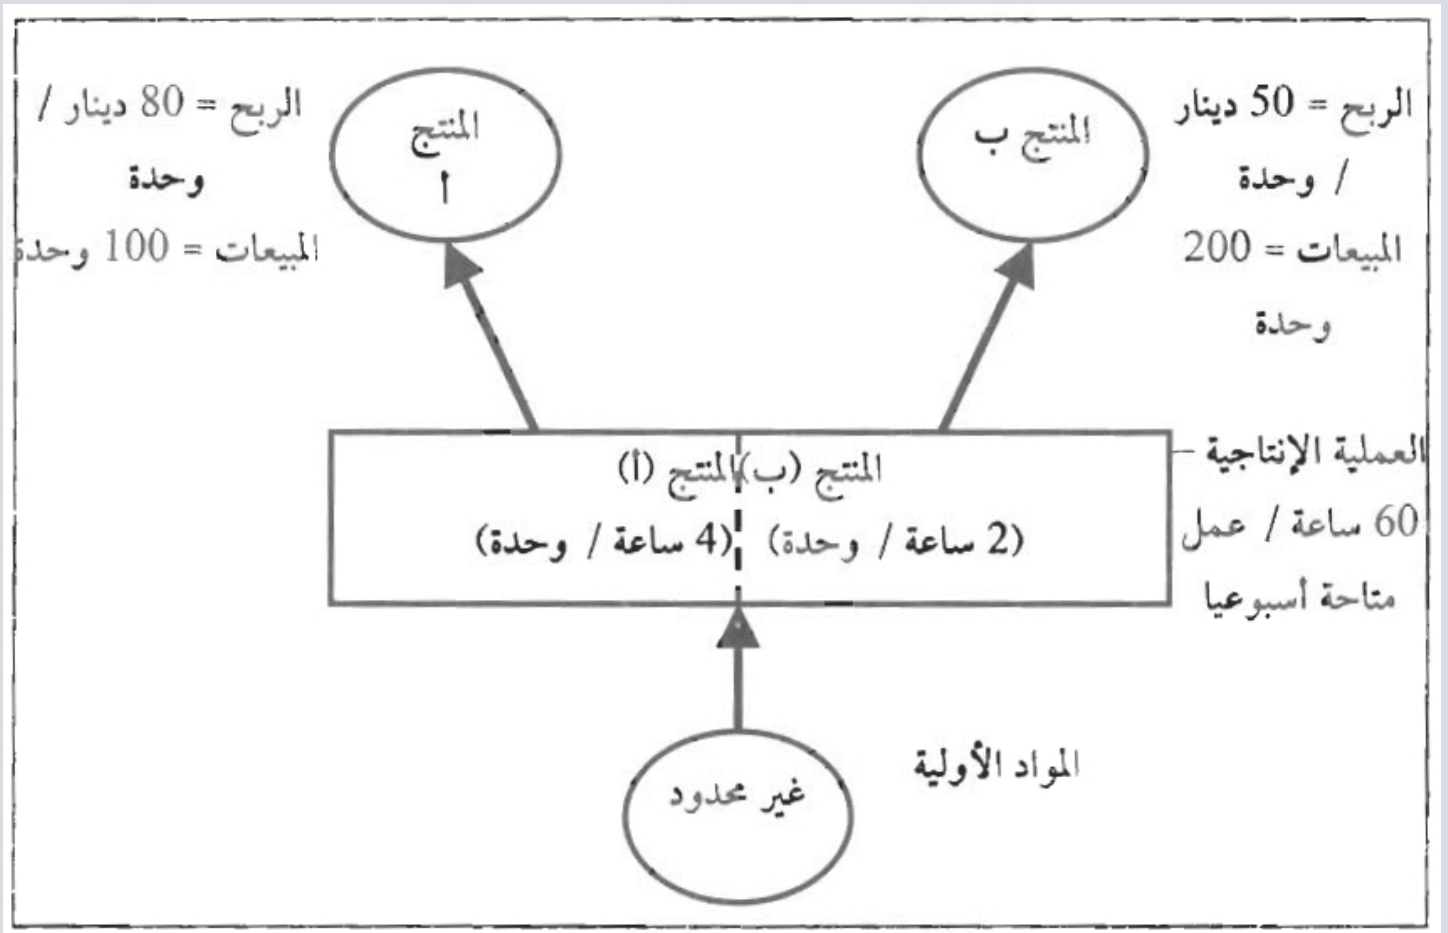 الربح = 50 دينار
/ وحدة
المبيعات = 200
وحدة
المنتج ب
المنتج
أ
الربح = 80 دينار /
وحدة
المبيعات = 100 وحدة
العملية الإنتاجية
60 ساعة / عمل
متاحة أسبوعيا
المنتج (ب)
(2 ساعة / وحدة)
المنتج (أ)
(4 ساعة / وحدة)
المواد الأولية
غير محدود